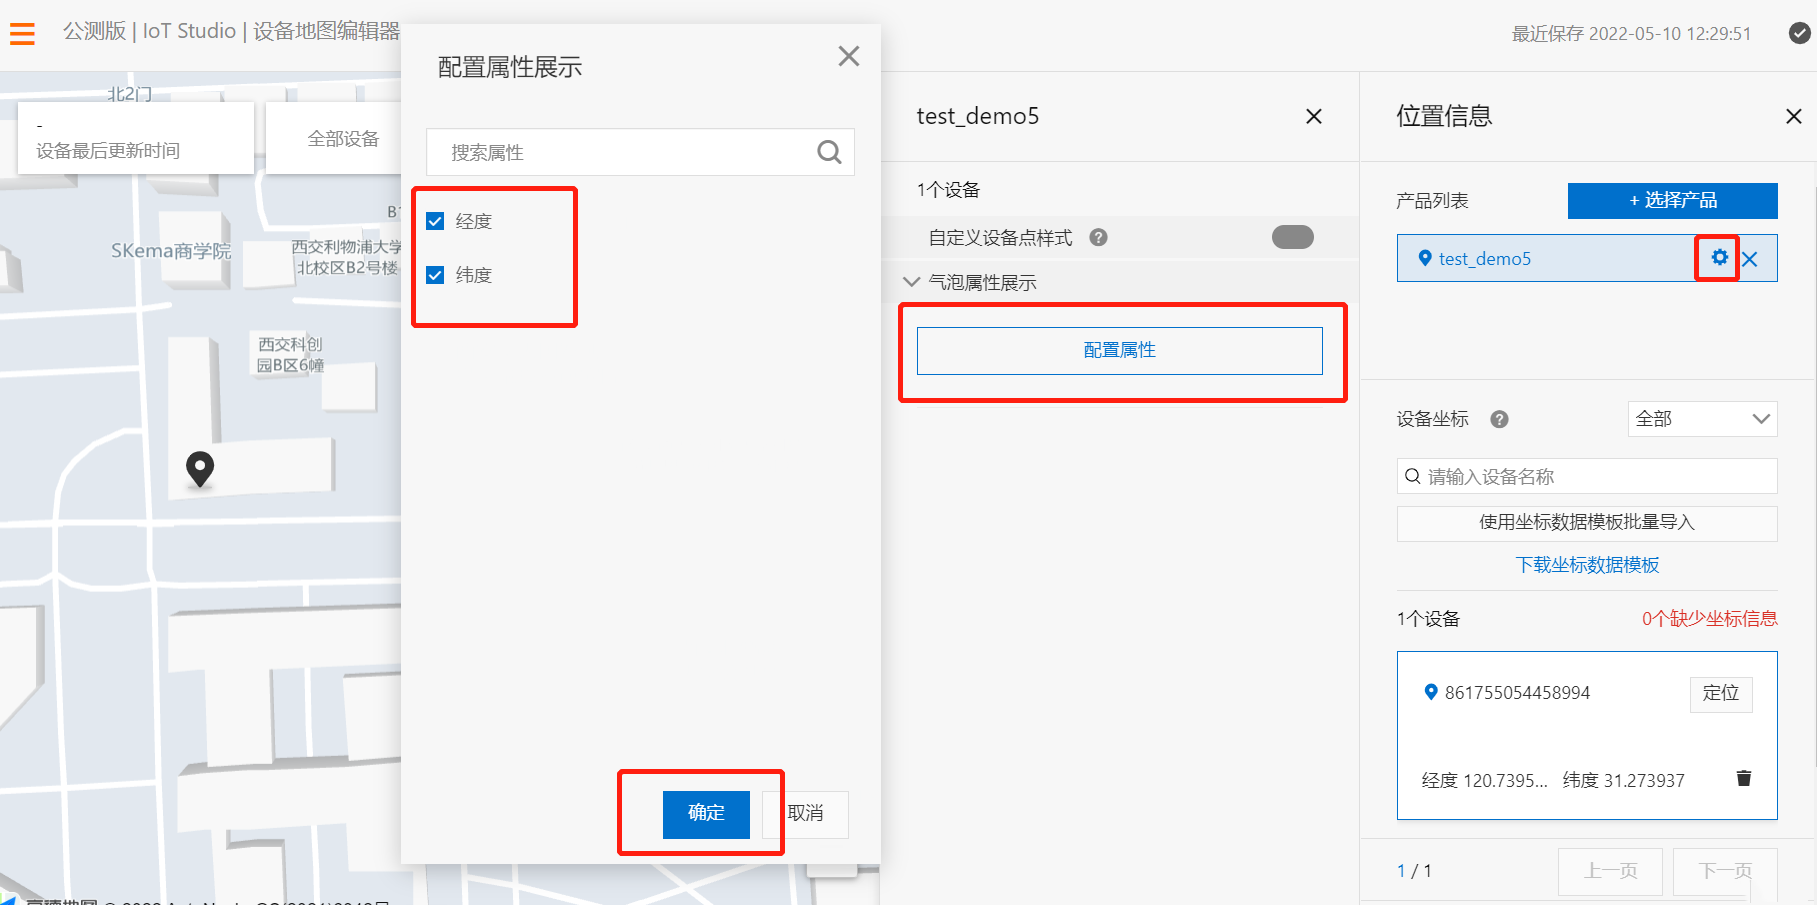 公测版 | IoT Studio | 设备地图编辑器
最近保存 2022-05-10 12:29:51
北2门
-
设备最后更新时间
全部设备
SKema商学院
西交利物浦大学
北校区B2号楼
西交科创
园B区6幢
配置属性展示
搜索属性
经度
纬度
确定
取消
test_demo5
1个设备
自定义设备点样式 ?
气泡属性展示
配置属性
位置信息
产品列表
+ 选择产品
test_demo5
设备坐标 ?
全部
请输入设备名称
使用坐标数据模板批量导入
下载坐标数据模板
1个设备
0个缺少坐标信息
861755054458994
定位
经度 120.7395... 纬度 31.273937
1 / 1
上一页
下一页